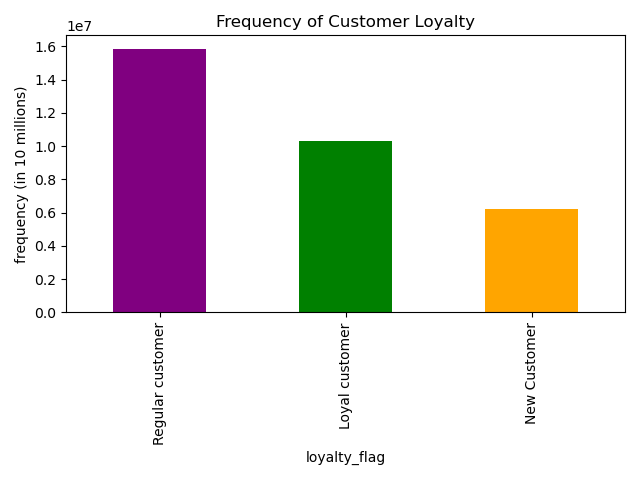 Frequency of Customer Loyalty
1e7
frequency (in 10 millions)
1.6
1.4
1.2
1.0
0.8
0.6
0.4
0.2
0.0
Regular customer
Loyal customer
New Customer
loyalty_flag